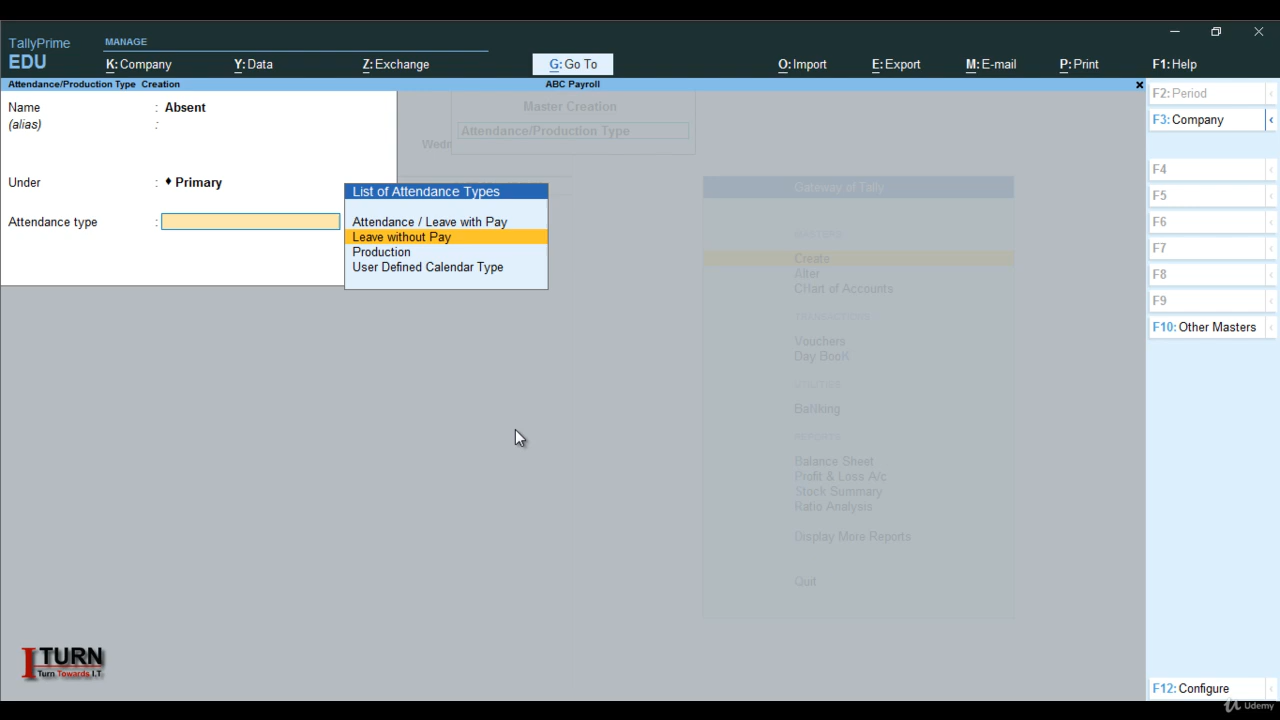 TallyPrime
EDU
MANAGE
K: Company
Y: Data
Z: Exchange
G: Go To
O: Import
E: Export
M: E-mail
P: Print
F1: Help
Attendance/Production Type Creation
ABC Payroll
F2: Period
F3: Company
F4
F5
F6
F7
F8
F9
F10: Other Masters
F12: Configure
Name : Absent
(alias) :
Under : ♦ Primary
Attendance type :
List of Attendance Types
Attendance / Leave with Pay
Leave without Pay
Production
User Defined Calendar Type
Master Creation
Attendance/Production Type
Gateway of Tally
MASTERS
Create
Alter
CHart of Accounts
TRANSACTIONS
Vouchers
Day BooK
UTILITIES
BaNking
REPORTS
Balance Sheet
Profit & Loss A/c
Stock Summary
Ratio Analysis
Display More Reports
Quit
I TURN
Turn Towards I.T
Udemy